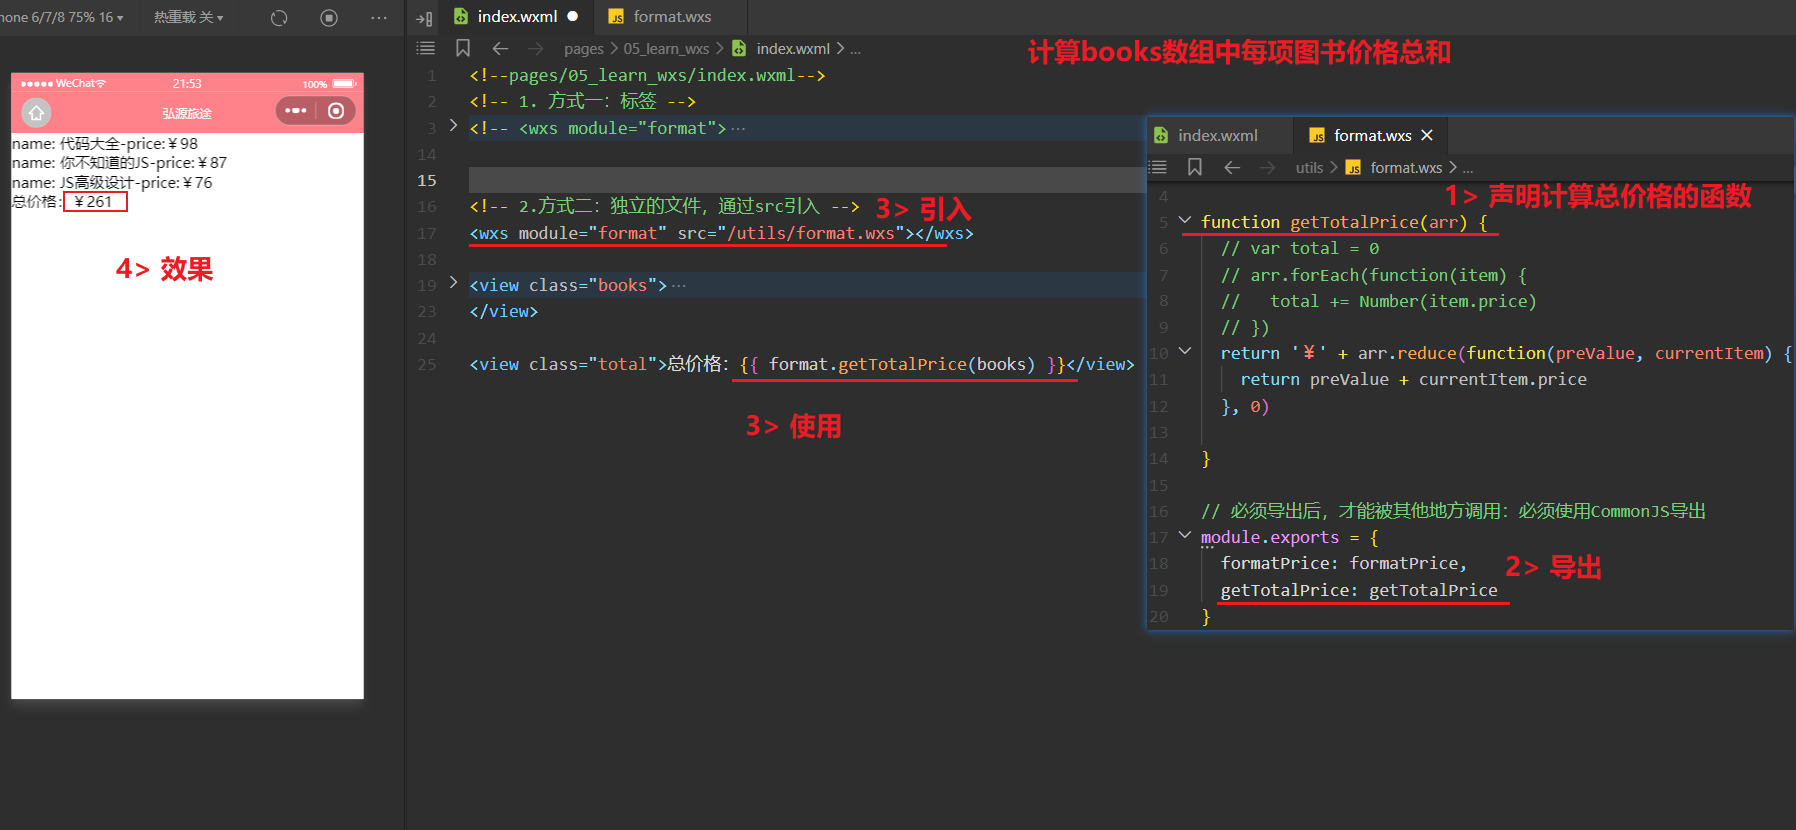 none 6/7/8 75% 16
热重载 关
WeChat
21:53
100%
弘源旅途
name: 代码大全-price:￥98
name: 你不知道的JS-price:￥87
name: JS高级设计-price:￥76
总价格:￥261
4> 效果
index.wxml
format.wxs
pages > 05_learn_wxs > index.wxml > ...
计算books数组中每项图书价格总和
1 <!--pages/05_learn_wxs/index.wxml-->
2 <!-- 1. 方式一：标签 -->
3 <!-- <wxs module="format"> ...
14
15
16 <!-- 2.方式二：独立的文件，通过src引入 -->
3> 引入
17 <wxs module="format" src="/utils/format.wxs"></wxs>
18
19 <view class="books"> ...
23 </view>
24
25 <view class="total">总价格：{{ format.getTotalPrice(books) }}</view>
3> 使用
index.wxml
format.wxs
utils > format.wxs > ...
1> 声明计算总价格的函数
4
5 function getTotalPrice(arr) {
6 // var total = 0
7 // arr.forEach(function(item) {
8 //   total += Number(item.price)
9 // })
10 return '￥' + arr.reduce(function(preValue, currentItem) {
11 return preValue + currentItem.price
12 }, 0)
13
14 }
15
16 // 必须导出后，才能被其他地方调用：必须使用CommonJS导出
17 module.exports = {
18 formatPrice: formatPrice,
2> 导出
19 getTotalPrice: getTotalPrice
20 }